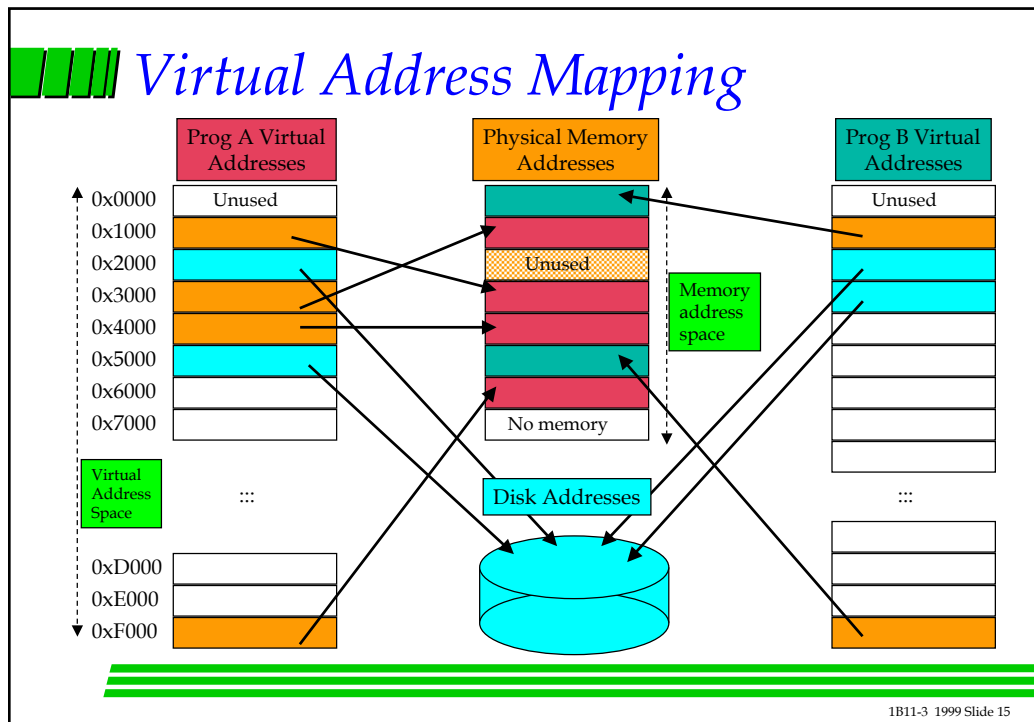 Virtual Address Mapping
Prog A Virtual
Addresses
Physical Memory
Addresses
Prog B Virtual
Addresses
0x0000
Unused
Unused
0x1000
0x2000
Unused
0x3000
0x4000
0x5000
0x6000
0x7000
No memory
Memory
address
space
Virtual
Address
Space
:::
Disk Addresses
:::
0xD000
0xE000
0xF000
1B11-3 1999 Slide 15